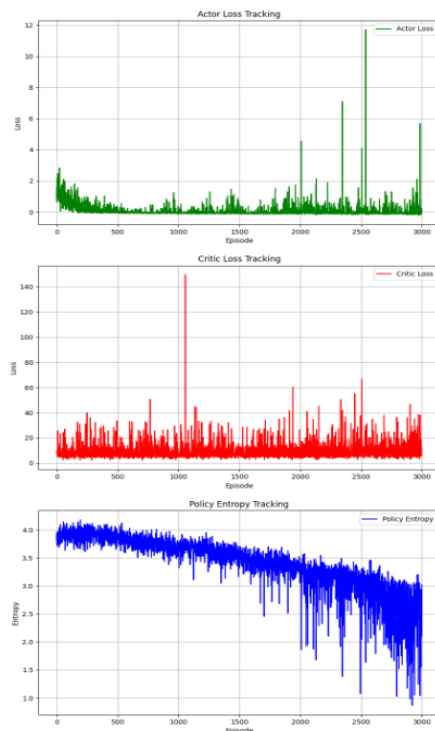 Actor Loss Tracking
Actor Loss
12
10
8
6
4
2
0
Loss
0 500 1000 1500 2000 2500 3000
Episode
Critic Loss Tracking
Critic Loss
140
120
100
80
60
40
20
0
Loss
0 500 1000 1500 2000 2500 3000
Episode
Policy Entropy Tracking
Policy Entropy
4.0
3.5
3.0
2.5
2.0
1.5
1.0
Entropy
0 500 1000 1500 2000 2500 3000
Episode